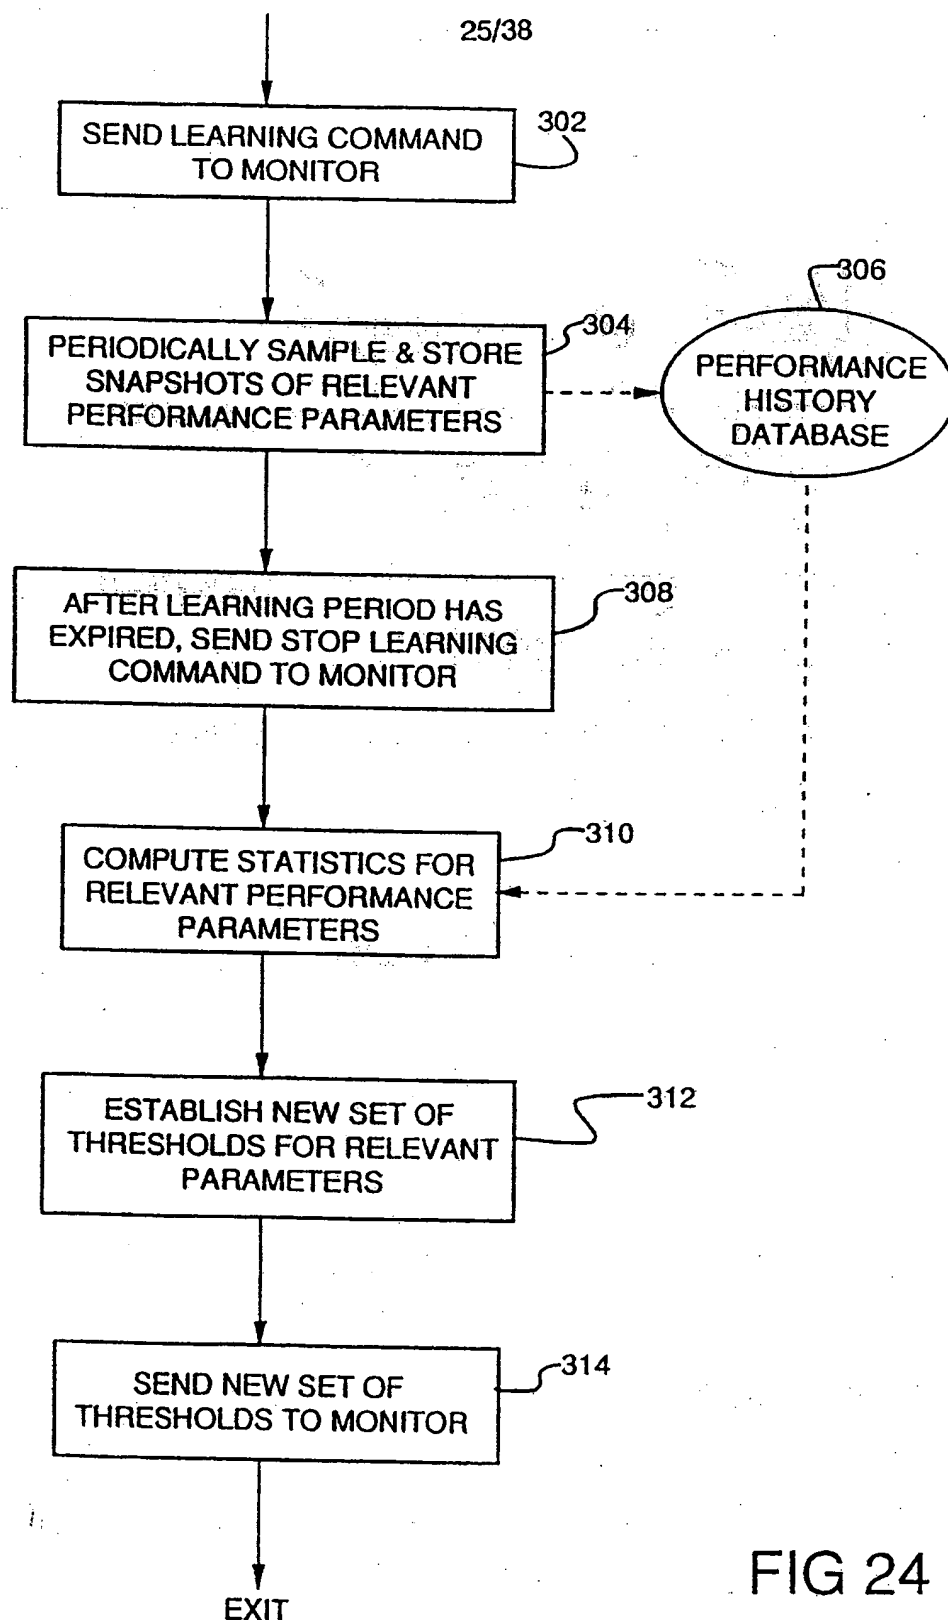 25/38
SEND LEARNING COMMAND
TO MONITOR
302
PERIODICALLY SAMPLE & STORE
SNAPSHOTS OF RELEVANT
PERFORMANCE PARAMETERS
304
306
PERFORMANCE
HISTORY
DATABASE
AFTER LEARNING PERIOD HAS
EXPIRED, SEND STOP LEARNING
COMMAND TO MONITOR
308
COMPUTE STATISTICS FOR
RELEVANT PERFORMANCE
PARAMETERS
310
ESTABLISH NEW SET OF
THRESHOLDS FOR RELEVANT
PARAMETERS
312
SEND NEW SET OF
THRESHOLDS TO MONITOR
314
EXIT
FIG 24